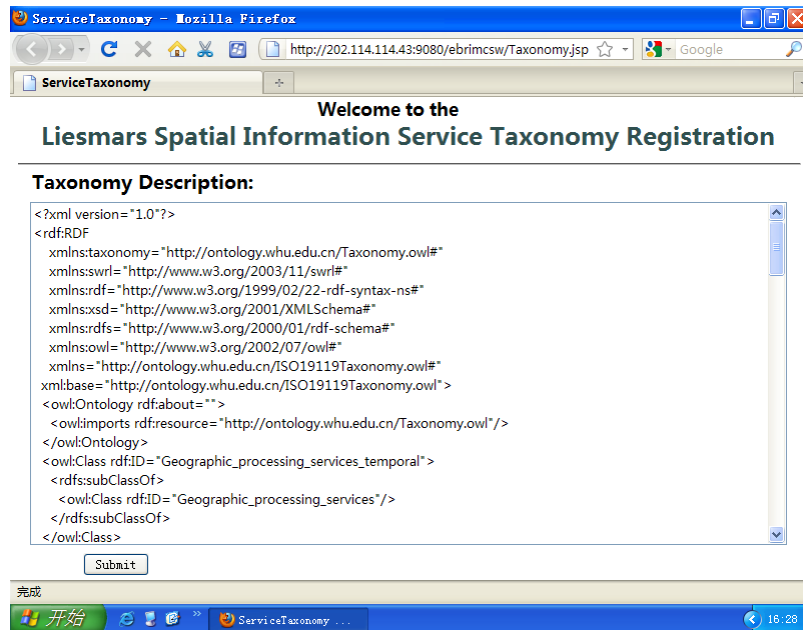 ServiceTaxonomy - Mozilla Firefox
http://202.114.114.43:9080/ebrimcsw/Taxonomy.jsp
Google
ServiceTaxonomy
Welcome to the
Liesmars Spatial Information Service Taxonomy Registration
Taxonomy Description:
<?xml version="1.0"?>
<rdf:RDF
xmlns:taxonomy="http://ontology.whu.edu.cn/Taxonomy.owl#"
xmlns:swrl="http://www.w3.org/2003/11/swrl#"
xmlns:rdf="http://www.w3.org/1999/02/22-rdf-syntax-ns#"
xmlns:xsd="http://www.w3.org/2001/XMLSchema#"
xmlns:rdfs="http://www.w3.org/2000/01/rdf-schema#"
xmlns:owl="http://www.w3.org/2002/07/owl#"
xmlns="http://ontology.whu.edu.cn/ISO19119Taxonomy.owl#"
xml:base="http://ontology.whu.edu.cn/ISO19119Taxonomy.owl">
<owl:Ontology rdf:about="">
<owl:imports rdf:resource="http://ontology.whu.edu.cn/Taxonomy.owl"/>
</owl:Ontology>
<owl:Class rdf:ID="Geographic_processing_services_temporal">
<rdfs:subClassOf>
<owl:Class rdf:ID="Geographic_processing_services"/>
</rdfs:subClassOf>
</owl:Class>
Submit
完成
开始
ServiceTaxonomy ...
16:28